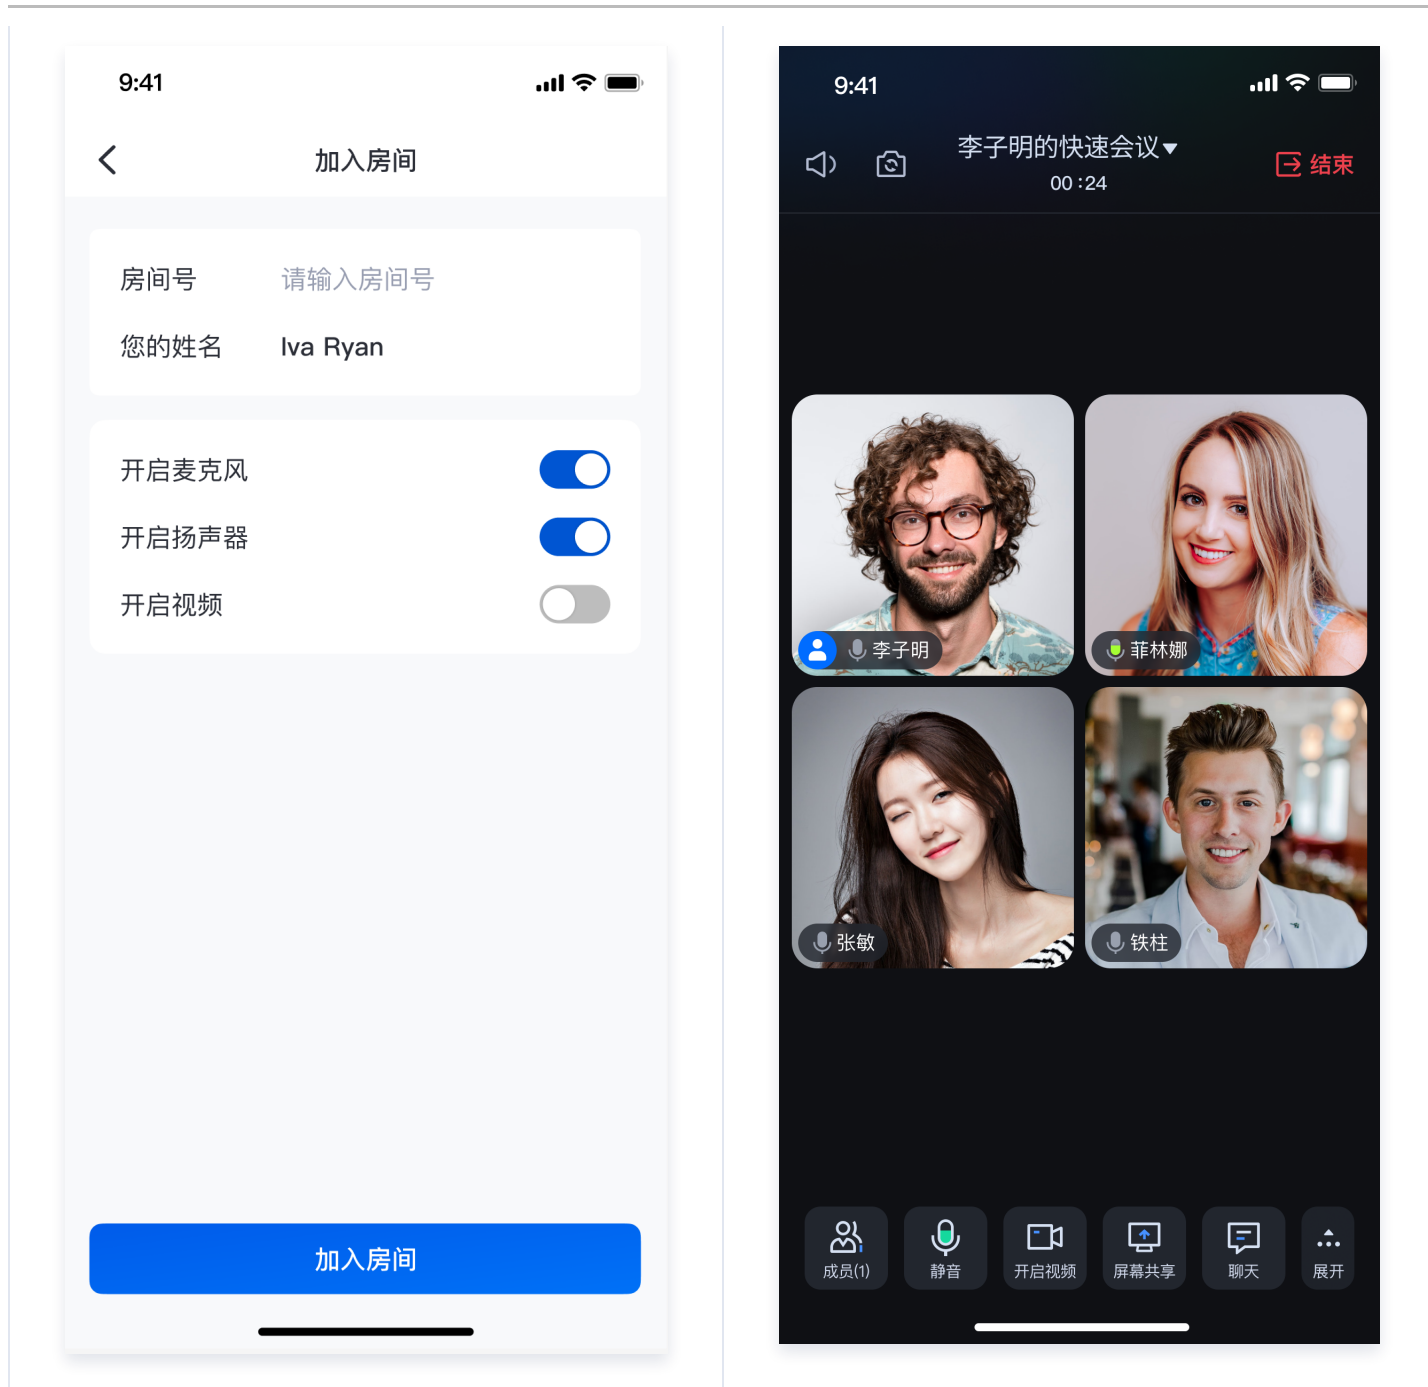 9:41
加入房间
房间号 请输入房间号
您的姓名 Iva Ryan
开启麦克风
开启扬声器
开启视频
加入房间
9:41
李子明的快速会议
00:24
结束
李子明
菲林娜
张敏
铁柱
成员(1)
静音
开启视频
屏幕共享
聊天
展开